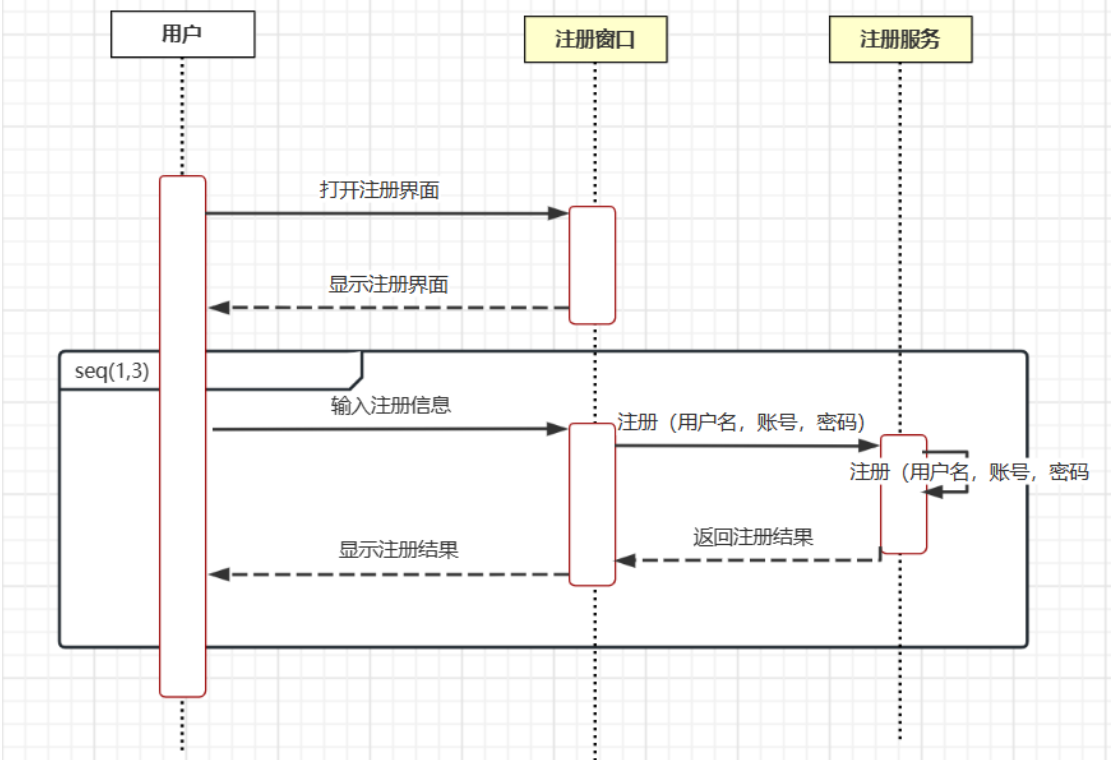 用户
注册窗口
注册服务
打开注册界面
显示注册界面
seq(1,3)
输入注册信息
注册（用户名，账号，密码）
注册（用户名，账号，密码
返回注册结果
显示注册结果